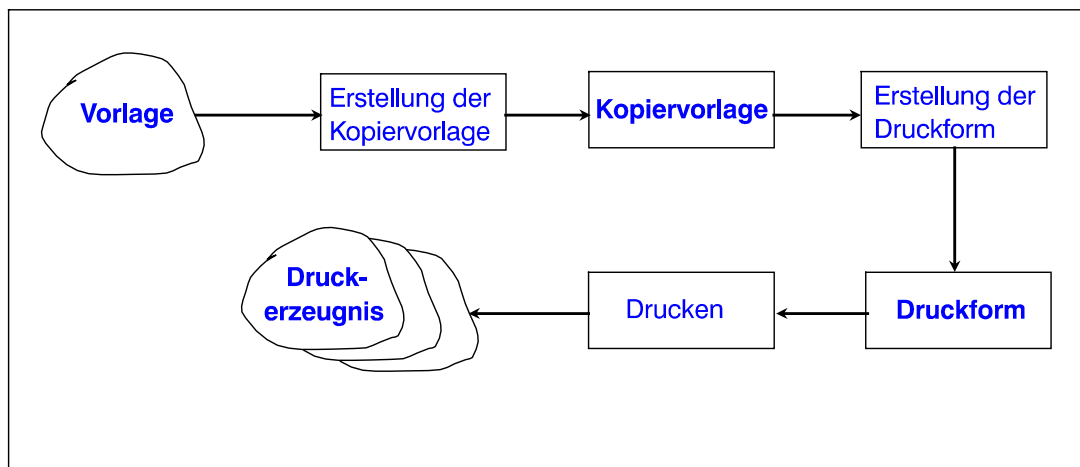 Vorlage
Erstellung der
Kopiervorlage
Kopiervorlage
Erstellung der
Druckform
Druckform
Drucken
Druck-
erzeugnis